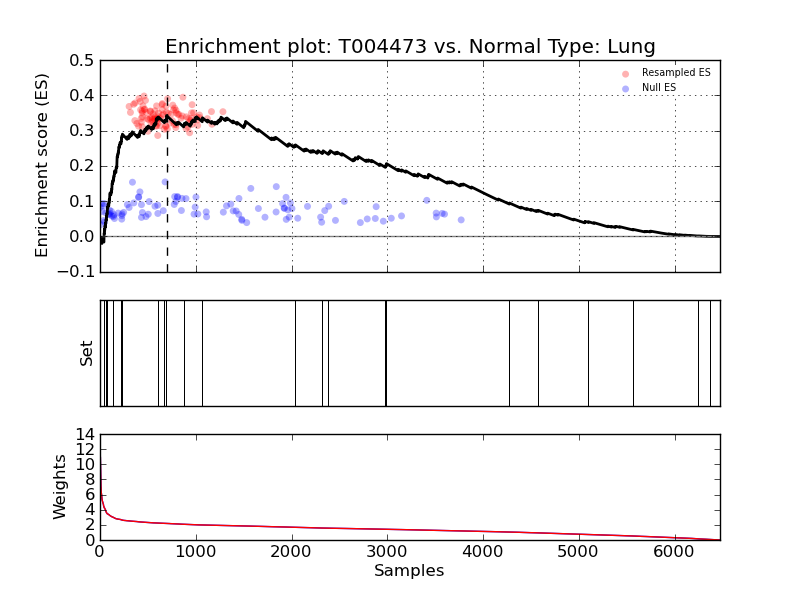 Enrichment plot: T004473 vs. Normal Type: Lung
Enrichment score (ES)
0.5
0.4
0.3
0.2
0.1
0.0
−0.1
Resampled ES
Null ES
Set
Weights
14
12
10
8
6
4
2
0
0 1000 2000 3000 4000 5000 6000
Samples